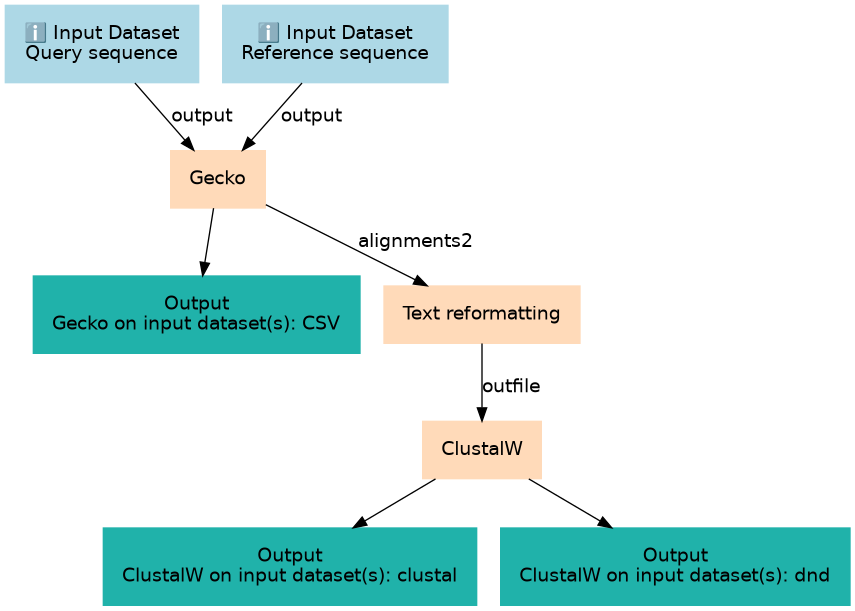 ℹ️ Input Dataset
Query sequence
ℹ️ Input Dataset
Reference sequence
output
output
Gecko
alignments2
Output
Gecko on input dataset(s): CSV
Text reformatting
outfile
ClustalW
Output
ClustalW on input dataset(s): clustal
Output
ClustalW on input dataset(s): dnd